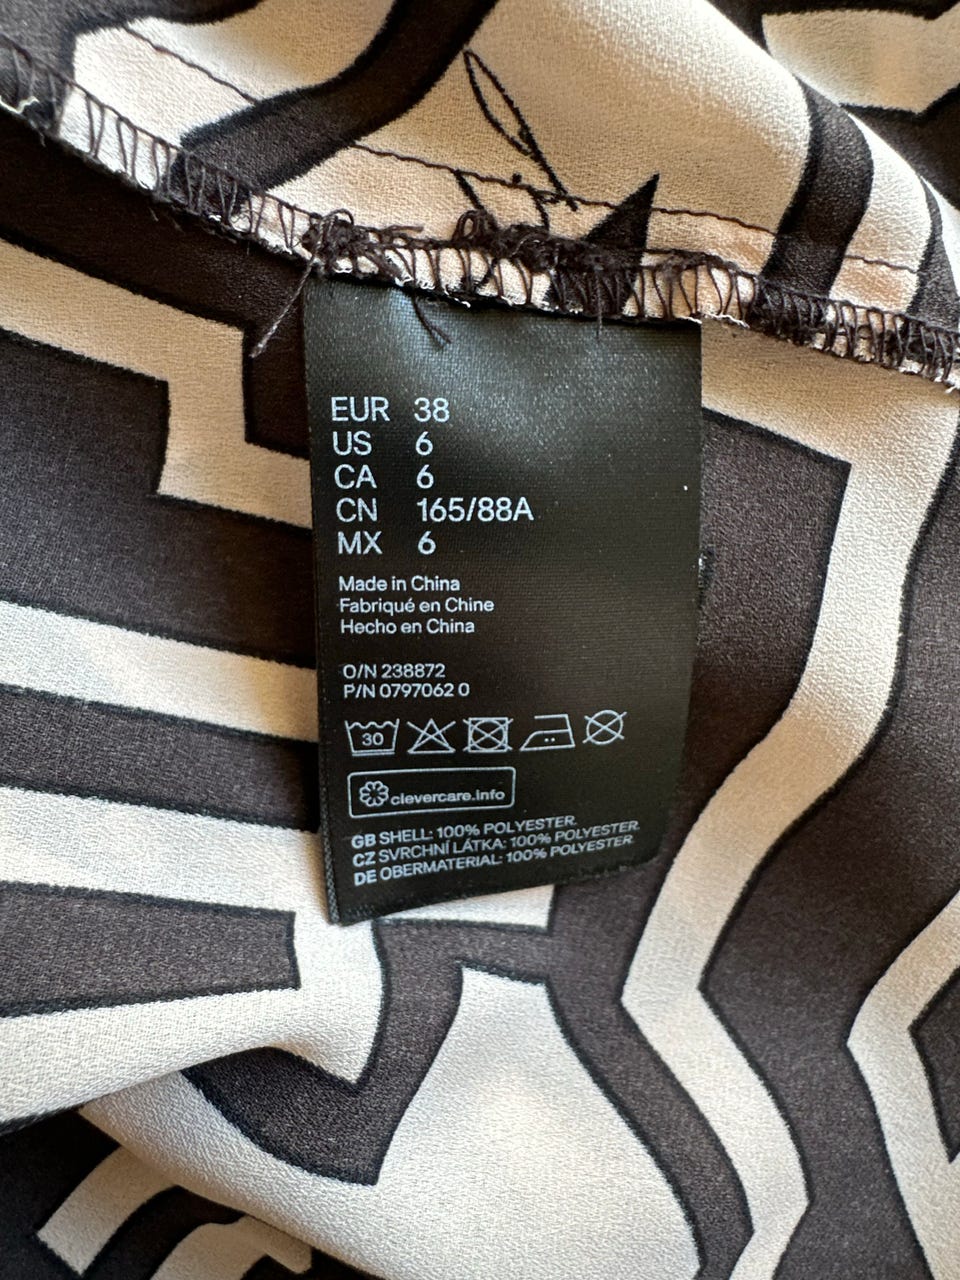 EUR 38
US 6
CA 6
CN 165/88A
MX 6
Made in China
Fabriqué en Chine
Hecho en China
O/N 238872
P/N 0797062 0
30
clevercare.info
GB SHELL: 100% POLYESTER.
CZ SVRCHNÍ LÁTKA: 100% POLYESTER.
DE OBERMATERIAL: 100% POLYESTER.